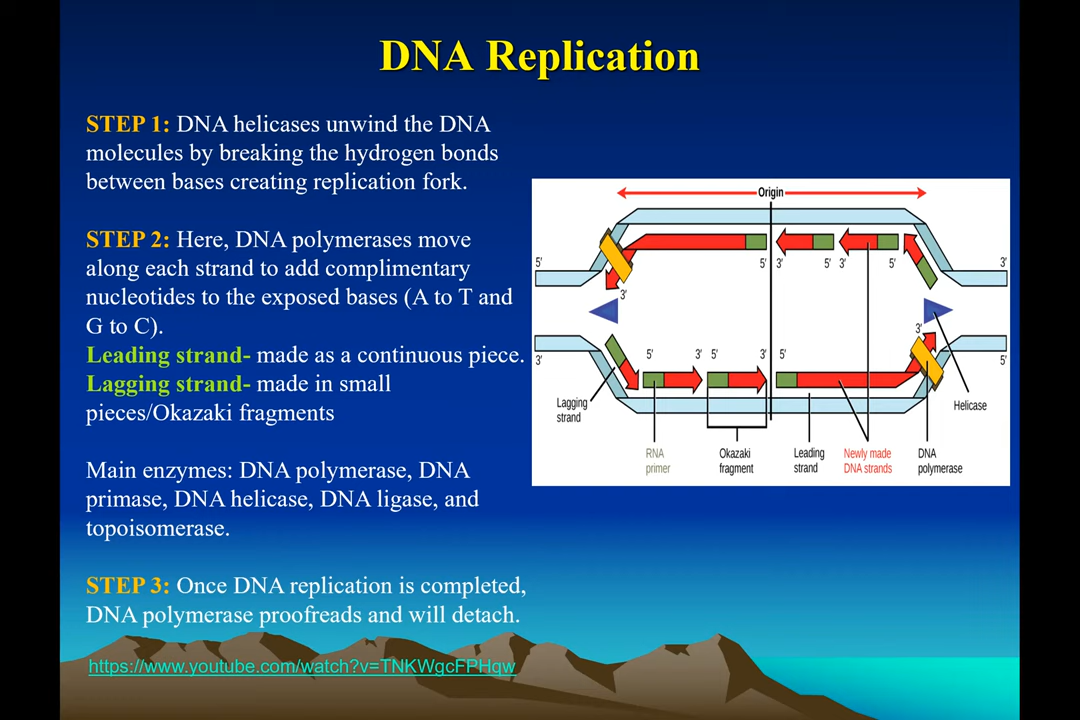 DNA Replication
STEP 1: DNA helicases unwind the DNA
molecules by breaking the hydrogen bonds
between bases creating replication fork.
STEP 2: Here, DNA polymerases move
along each strand to add complimentary
nucleotides to the exposed bases (A to T and
G to C).
Leading strand- made as a continuous piece.
Lagging strand- made in small
pieces/Okazaki fragments
Main enzymes: DNA polymerase, DNA
primase, DNA helicase, DNA ligase, and
topoisomerase.
STEP 3: Once DNA replication is completed,
DNA polymerase proofreads and will detach.
https://www.youtube.com/watch?v=TNKWgcFPHqw
Origin
5' 5' 3' 5' 3' 5' 3'
3' 3'
3' 5' 3' 5' 3' 5' 5'
Lagging
strand
Helicase
RNA
primer
Okazaki
fragment
Leading
strand
Newly made
DNA strands
DNA
polymerase